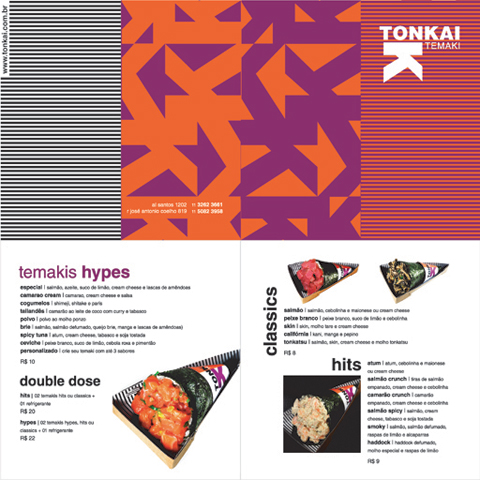 www.tonkai.com.br
TONKAI
TEMAKI
al santos 1202 H 3262 3681
r josé antonio coelho 819 H 5082 3908
temakis hypes
especial | salmão, azeite, suco de limão, cream cheese e lascas de amêndoas
camarao cream | camarao, cream cheese e salsa
cogumelos | shimeji, shitake e paris
tailandês | camarão ao leite de coco com curry e tabasco
polvo | polvo ao molho ponzo
brie | salmão, salmão defumado, queijo brie, manga e lascas de amêndoas)
spicy tuna | atum, cream cheese, tabasco e soja tostada
ceviche | peixe branco, suco de limão, cebola roxa e pimentão
personalizado | crie seu temaki com até 3 sabores
R$ 10
double dose
hits | 02 temakis hits ou classics +
01 refrigerante
R$ 20
hypes | 02 temakis hypes, hits ou
classics + 01 refrigerante
R$ 22
classics
salmão | salmão, cebolinha e maionese ou cream cheese
peixe branco | peixe branco, suco de limão e cebolinha
skin | skin, molho tare e cream cheese
califórnia | kani, manga e pepino
tonkatsu | salmão, skin, cream cheese e molho tonkatsu
R$ 8
hits
atum | atum, cebolinha e maionese
ou cream cheese
salmão crunch | tiras de salmão
empanado, cream cheese e cebolinha
camarão crunch | camarão
empanado, cream cheese e cebolinha
salmão spicy | salmão, cream
cheese, tabasco e soja tostada
smoky | salmão, salmão defumado,
raspas de limão e alcaparras
haddock | haddock defumado,
molho especial e raspas de limão
R$ 9